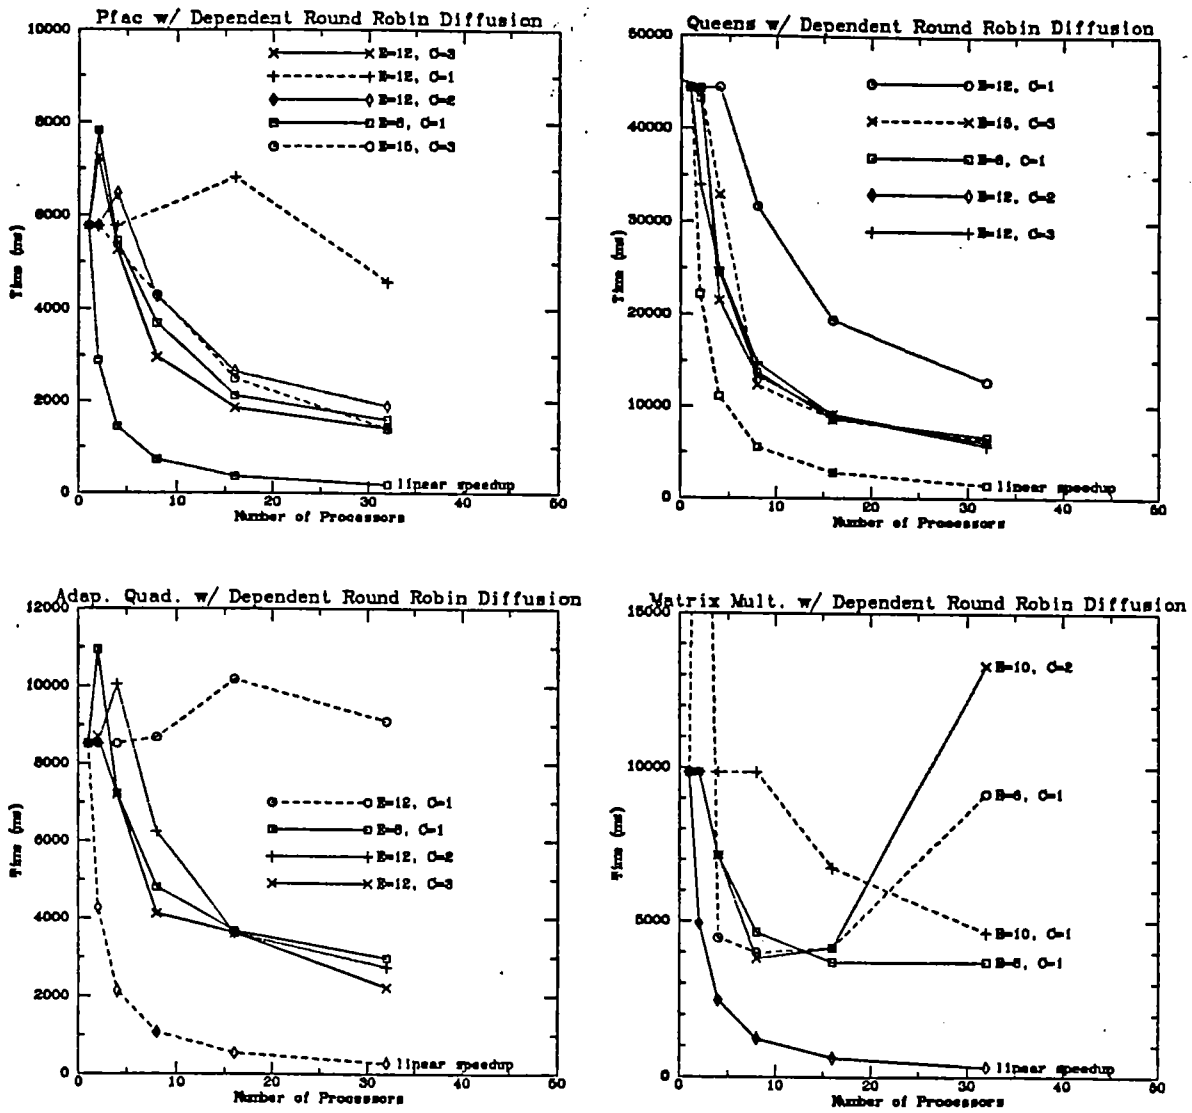 Pfac w/ Dependent Round Robin Diffusion
10000
8000
6000
4000
2000
0
Time (ms)
E=12, C=3
E=12, C=1
E=12, C=2
E=8, C=1
E=15, C=3
linear speedup
0 10 20 30 40 50
Number of Processors
Queens w/ Dependent Round Robin Diffusion
50000
40000
30000
20000
10000
0
Time (ms)
E=12, C=1
E=15, C=3
E=8, C=1
E=12, C=2
E=12, C=3
linear speedup
0 10 20 30 40 50
Number of Processors
Adap. Quad. w/ Dependent Round Robin Diffusion
12000
10000
8000
6000
4000
2000
0
Time (ms)
E=12, C=1
E=8, C=1
E=12, C=2
E=12, C=3
linear speedup
0 10 20 30 40 50
Number of Processors
Matrix Mult. w/ Dependent Round Robin Diffusion
15000
10000
5000
0
Time (ms)
E=10, C=2
C=1
E=10, C=1
C=1
linear speedup
0 10 20 30 40 50
Number of Processors